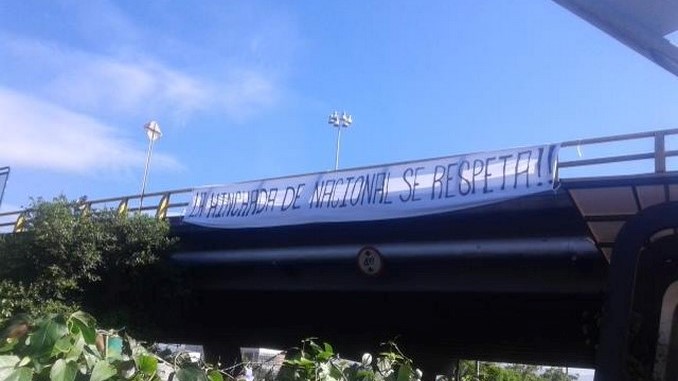 LA HINCHADA DE NACIONAL SE RESPETA!!